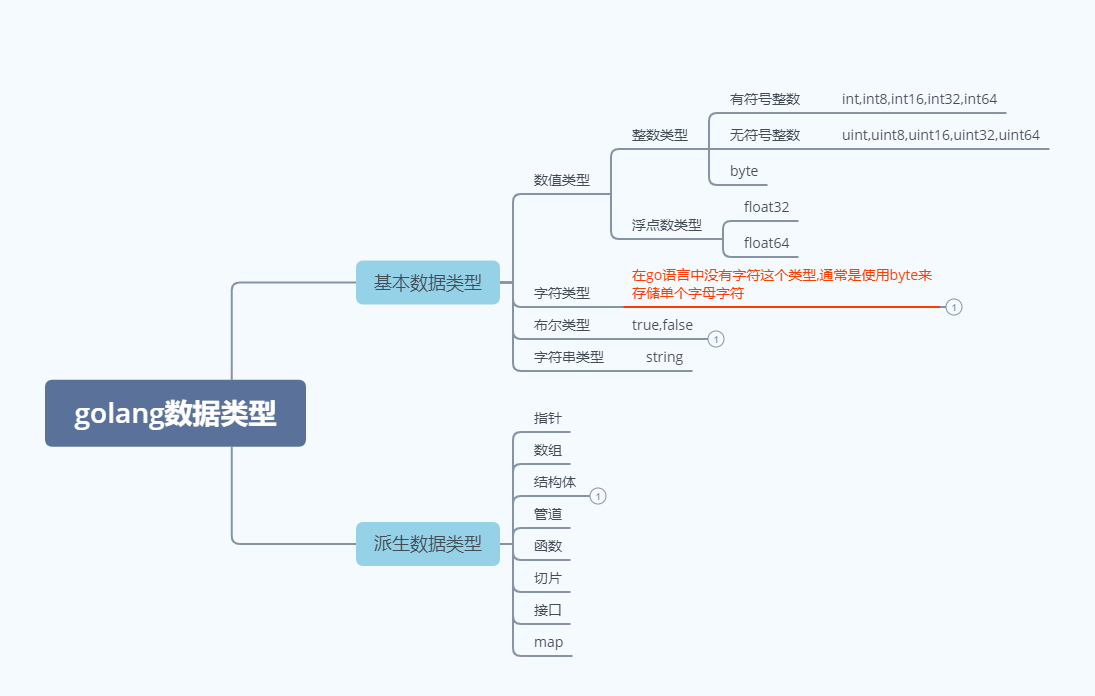 有符号整数 int,int8,int16,int32,int64
整数类型 无符号整数 uint,uint8,uint16,uint32,uint64
byte
数值类型
float32
浮点数类型
float64
在go语言中没有字符这个类型,通常是使用byte来
基本数据类型
字符类型 存储单个字母字符
1
布尔类型 true,false
1
字符串类型 string
golang数据类型
指针
数组
结构体
1
管道
函数
派生数据类型
切片
接口
map